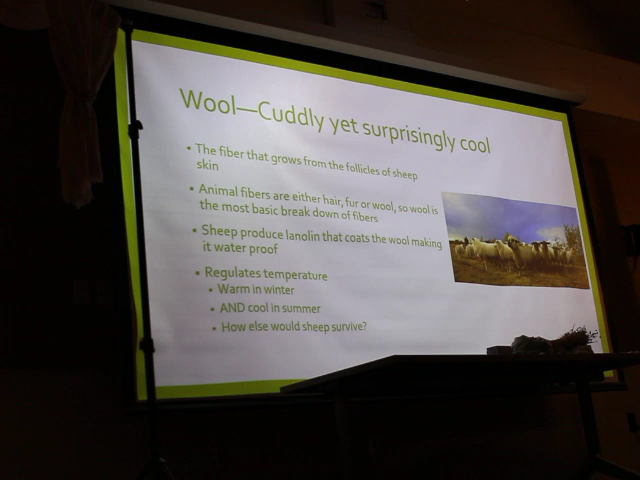 Wool—Cuddly yet surprisingly cool
• The fiber that grows from the follicles of sheep
skin
• Animal fibers are either hair, fur or wool, so wool is
the most basic break down of fibers
• Sheep produce lanolin that coats the wool making
it water proof
• Regulates temperature
• Warm in winter
• AND cool in summer
• How else would sheep survive?